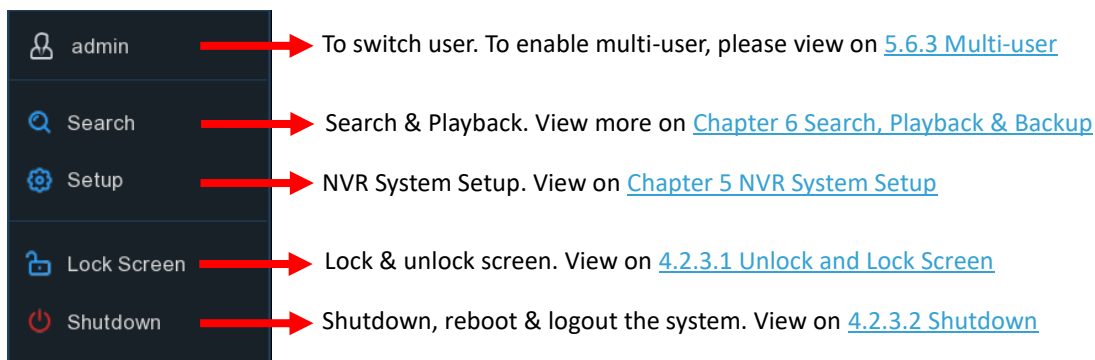 admin To switch user. To enable multi-user, please view on 5.6.3 Multi-user
Search Search & Playback. View more on Chapter 6 Search, Playback & Backup
Setup NVR System Setup. View on Chapter 5 NVR System Setup
Lock Screen Lock & unlock screen. View on 4.2.3.1 Unlock and Lock Screen
Shutdown Shutdown, reboot & logout the system. View on 4.2.3.2 Shutdown